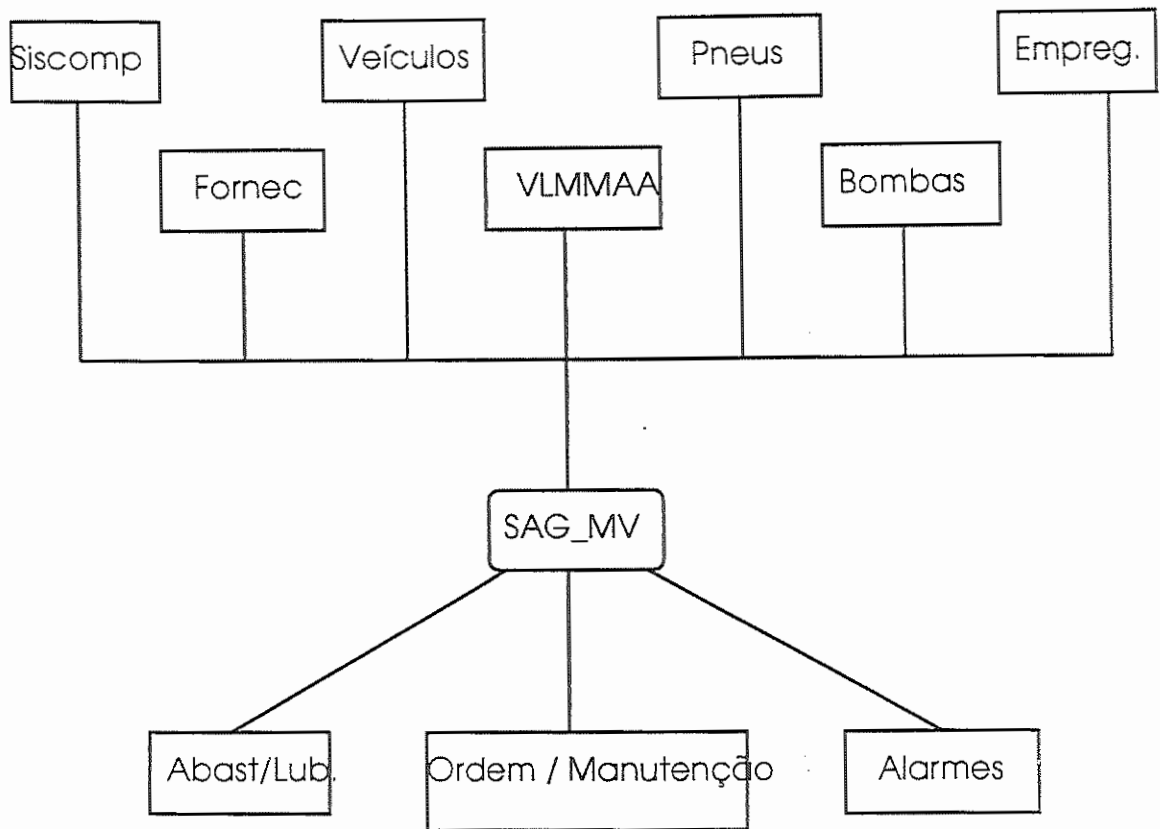 Siscomp
Veículos
Pneus
Empreg.
Fornec
VLMMAA
Bombas
SAG_MV
Abast/Lub.
Ordem / Manutenção
Alarmes